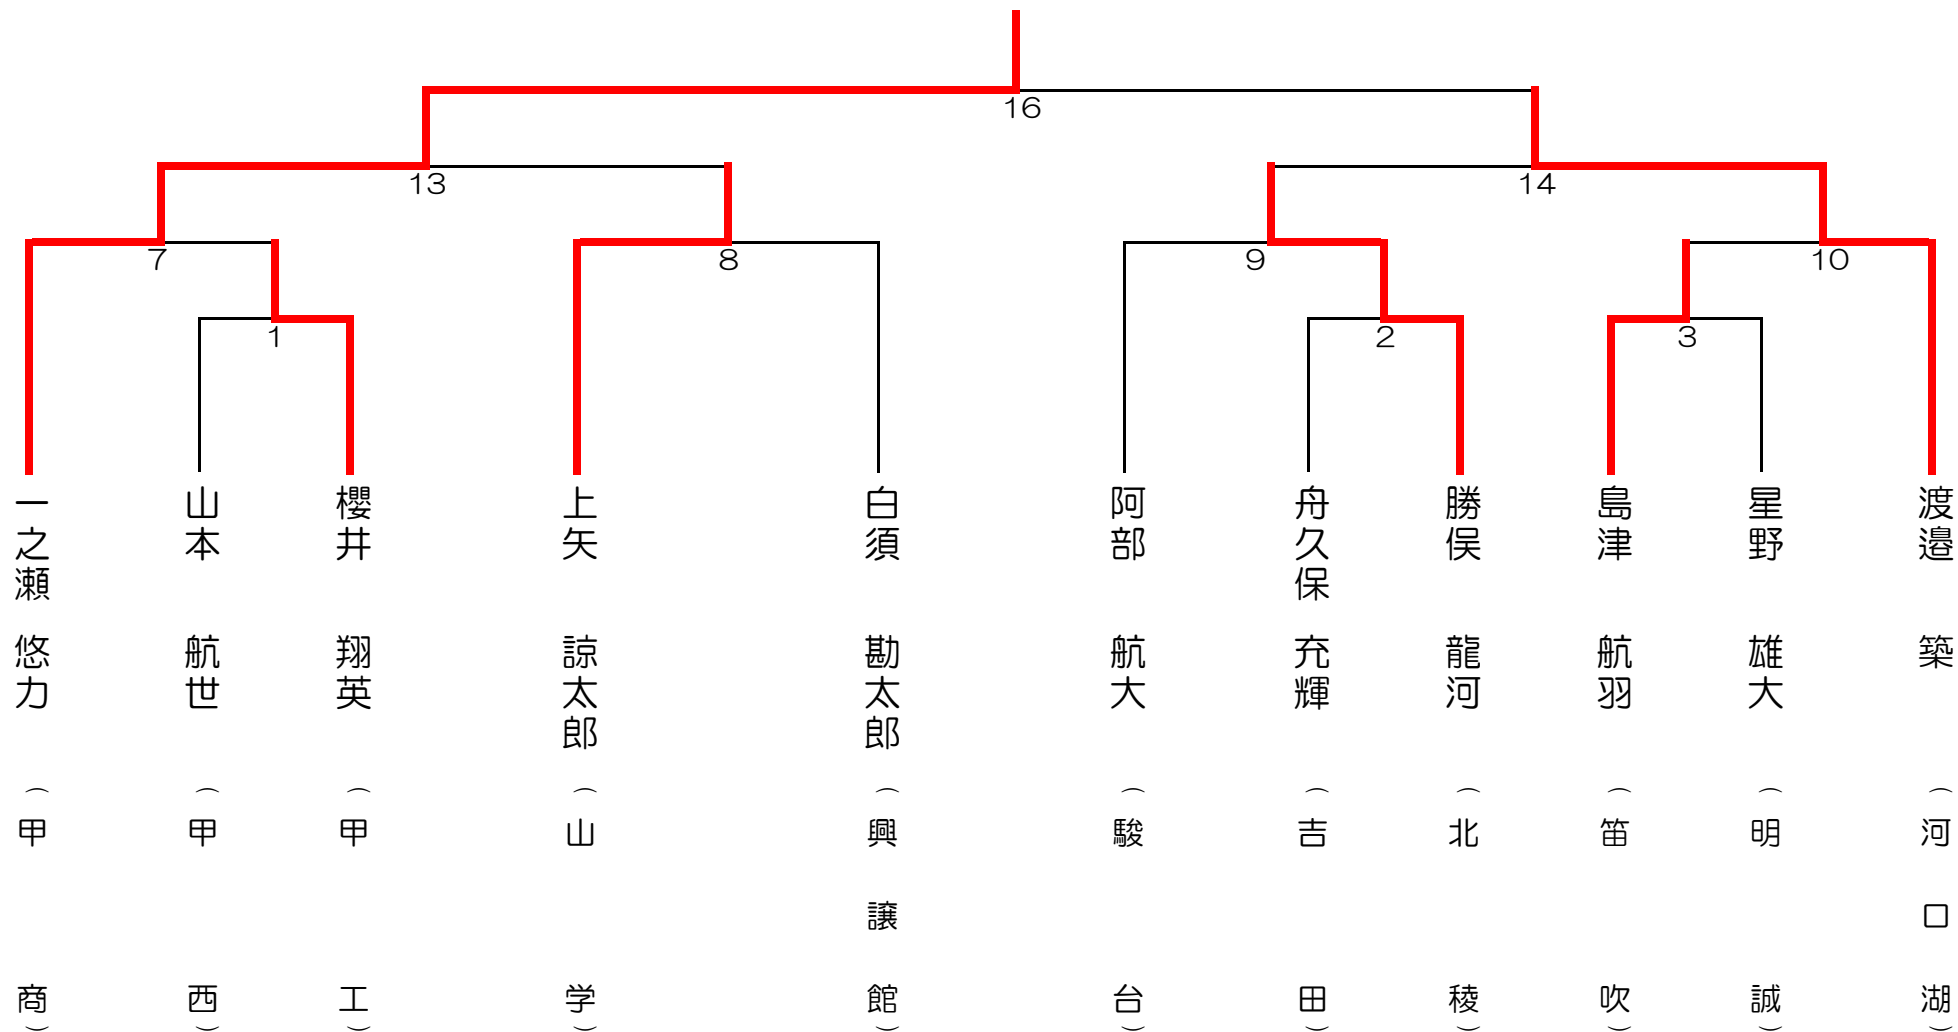 16
13
14
7
8
9
10
1
2
3
一之瀬 悠力 （甲商）
山本 航世 （甲西）
櫻井 翔英 （甲工）
上矢 諒太郎 （山学）
白須 勘太郎 （興譲館）
阿部 航大 （駿台）
舟久保 充輝 （吉田）
勝俣 龍河 （北稜）
島津 航羽 （笛吹）
星野 雄大 （明誠）
渡邉 築 （河口湖）